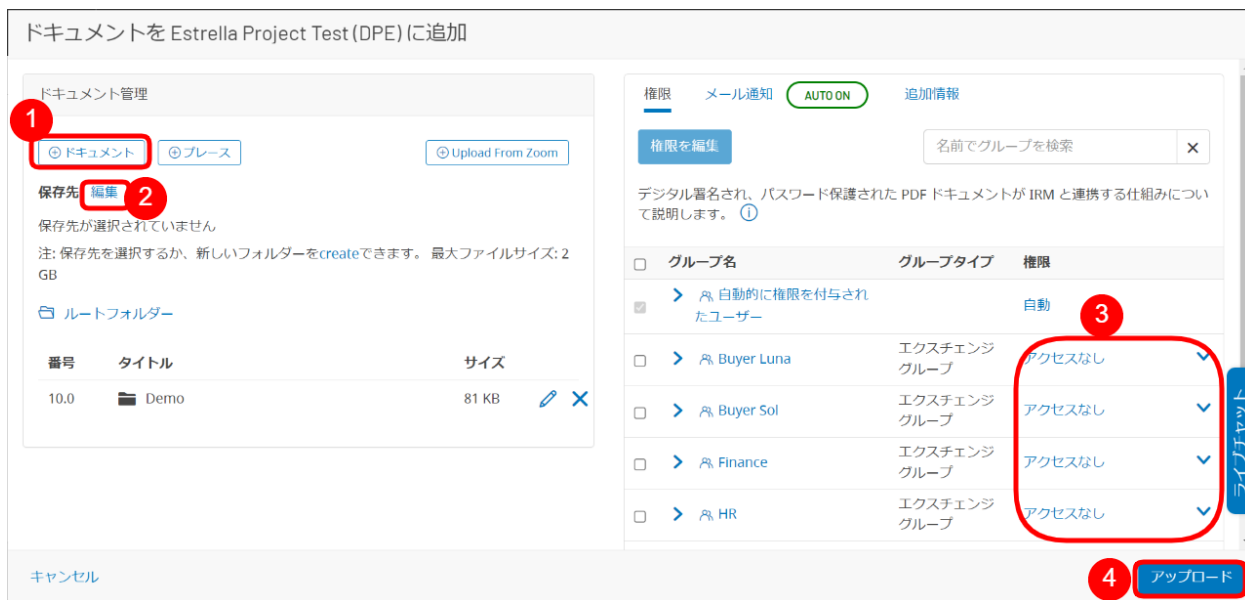 ドキュメントを Estrella Project Test (DPE) に追加
ドキュメント管理
1
ドキュメント
プレース
Upload From Zoom
保存先 編集
2
保存先が選択されていません
注: 保存先を選択するか、新しいフォルダーをcreateできます。 最大ファイルサイズ: 2
GB
ルートフォルダー
番号 タイトル サイズ
10.0 Demo 81 KB
権限 メール通知 AUTO ON 追加情報
権限を編集
名前でグループを検索
デジタル署名され、パスワード保護された PDF ドキュメントが IRM と連携する仕組みについ
て説明します。
グループ名 グループタイプ 権限
自動的に権限を付与され
たユーザー
自動
3
Buyer Luna
エクスチェンジ
グループ
アクセスなし
Buyer Sol
エクスチェンジ
グループ
アクセスなし
Finance
エクスチェンジ
グループ
アクセスなし
HR
エクスチェンジ
グループ
アクセスなし
ライブチャット
キャンセル
4
アップロード